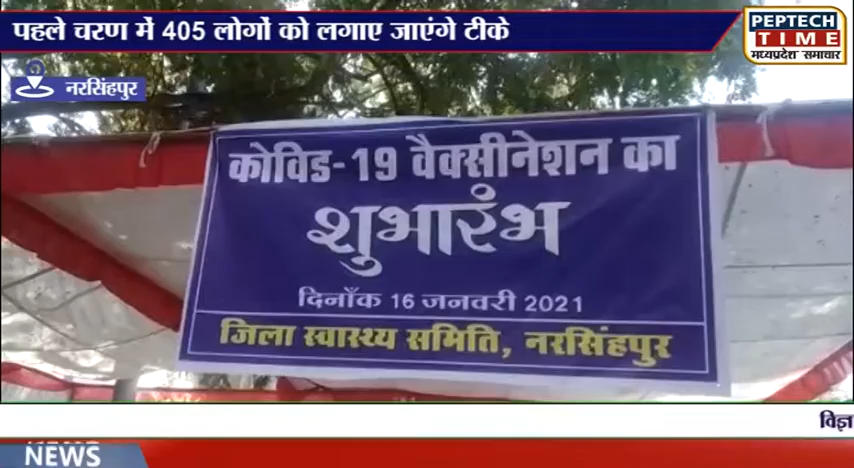 पहले चरण में 405 लोगों को लगाए जाएंगे टीके
PEPTECH
TIME
मध्यप्रदेश समाचार
नरसिंहपुर
कोविड-19 वैक्सीनेशन का
शुभारंभ
दिनाँक 16 जनवरी 2021
जिला स्वास्थ्य समिति, नरसिंहपुर
विज्ञ
NEWS